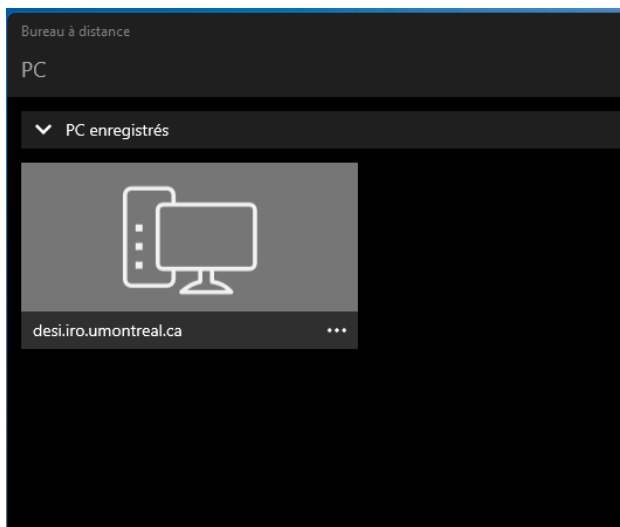 Bureau à distance
PC
PC enregistrés
desi.iro.umontreal.ca